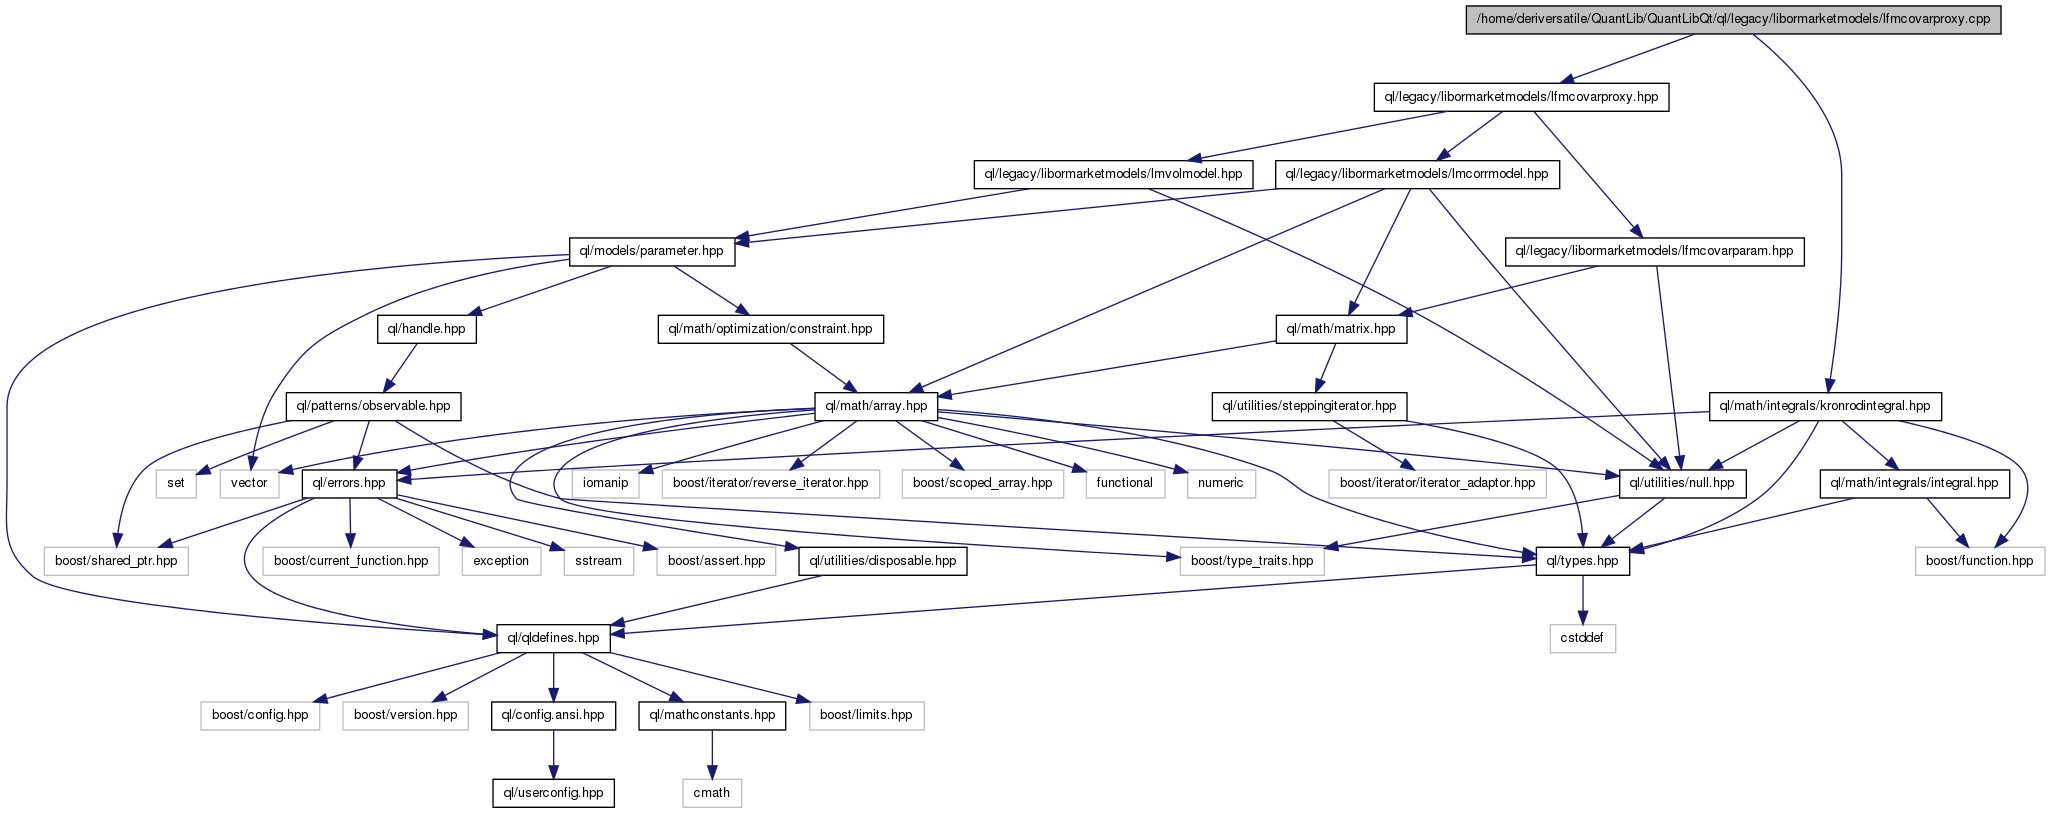 /home/deriversatile/QuantLib/QuantLibQt/ql/legacy/libormarketmodels/lfmcovarproxy.cpp
ql/legacy/libormarketmodels/lfmcovarproxy.hpp
ql/legacy/libormarketmodels/lmvolmodel.hpp
ql/legacy/libormarketmodels/lmcorrmodel.hpp
ql/models/parameter.hpp
ql/legacy/libormarketmodels/lfmcovarparam.hpp
ql/handle.hpp
ql/math/optimization/constraint.hpp
ql/math/matrix.hpp
ql/patterns/observable.hpp
ql/math/array.hpp
ql/utilities/steppingiterator.hpp
ql/math/integrals/kronrodintegral.hpp
set
vector
ql/errors.hpp
iomanip
boost/iterator/reverse_iterator.hpp
boost/scoped_array.hpp
functional
numeric
boost/iterator/iterator_adaptor.hpp
ql/utilities/null.hpp
ql/math/integrals/integral.hpp
boost/shared_ptr.hpp
boost/current_function.hpp
exception
sstream
boost/assert.hpp
ql/utilities/disposable.hpp
boost/type_traits.hpp
ql/types.hpp
boost/function.hpp
ql/qldefines.hpp
cstddef
boost/config.hpp
boost/version.hpp
ql/config.ansi.hpp
ql/mathconstants.hpp
boost/limits.hpp
ql/userconfig.hpp
cmath